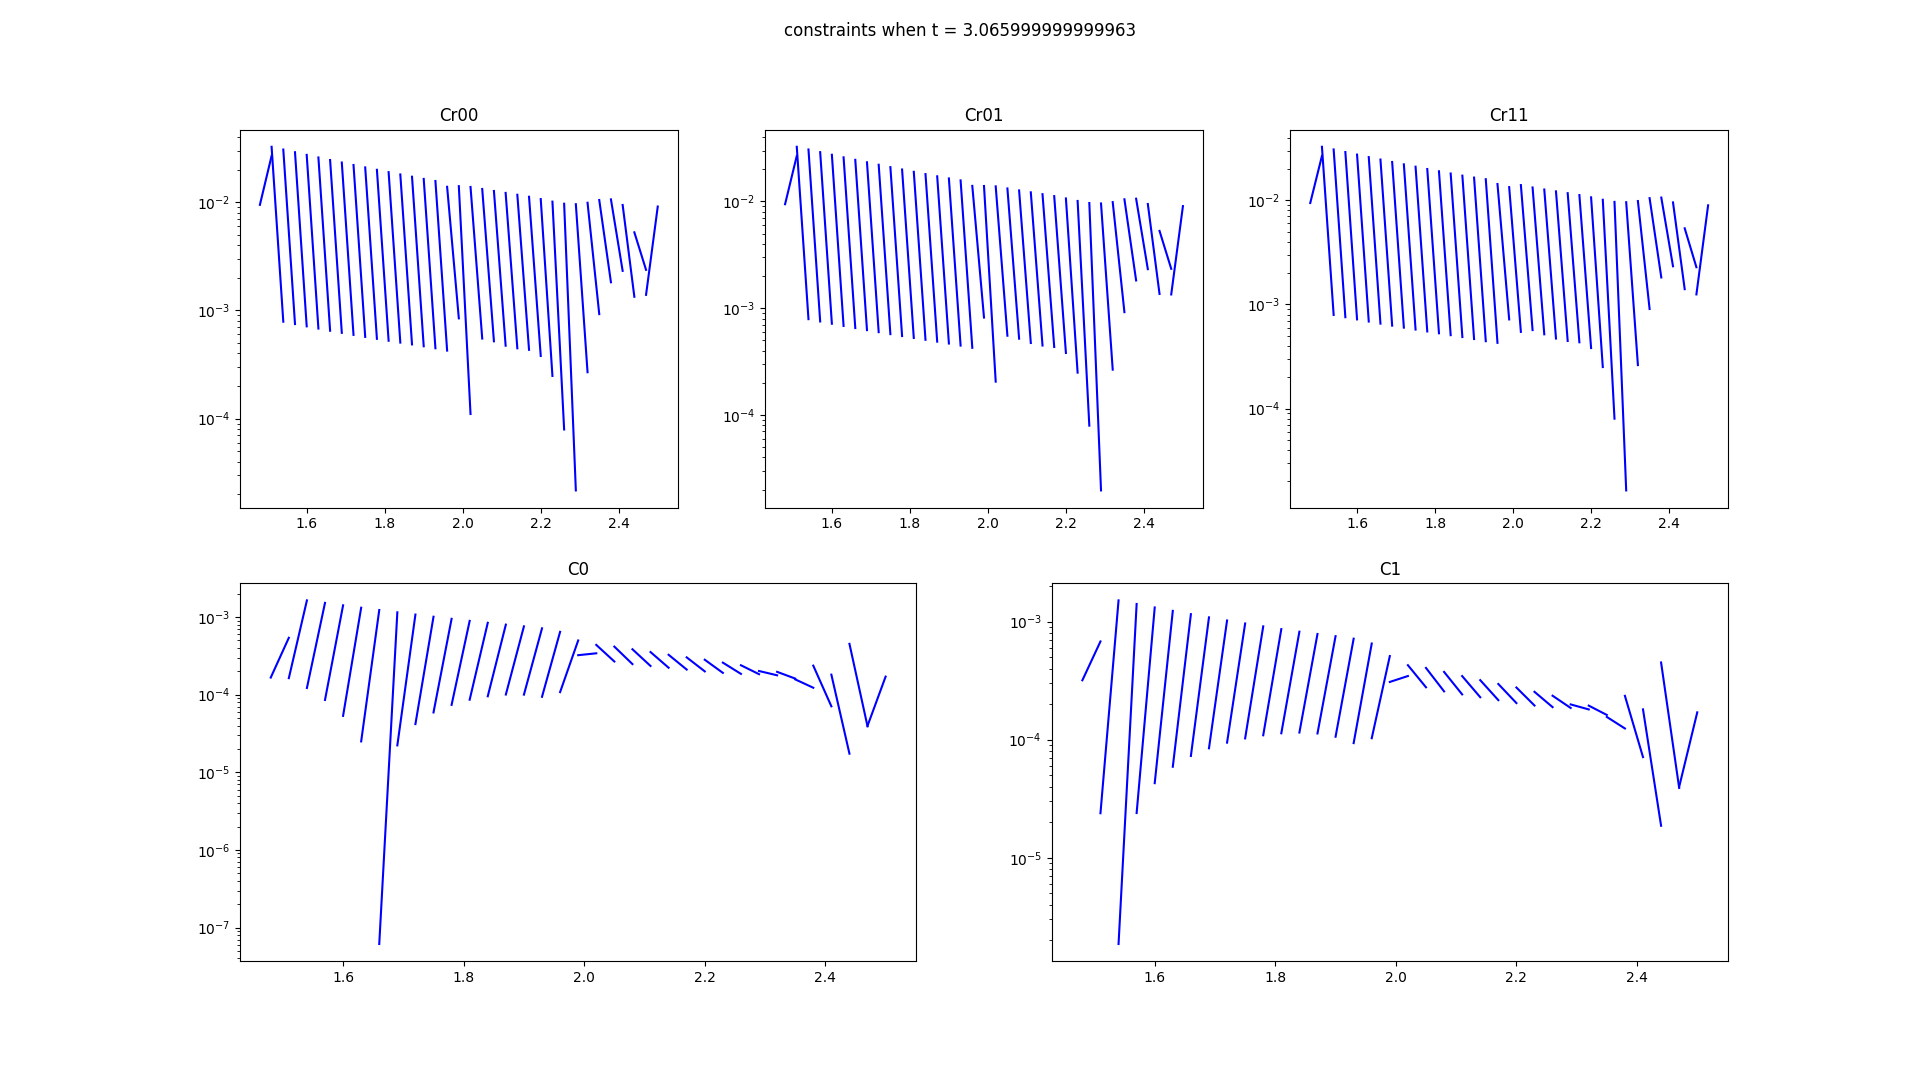 constraints when t = 3.065999999999963
Cr00 Cr01 Cr11
10⁻² 10⁻² 10⁻²
10⁻³ 10⁻³ 10⁻³
10⁻⁴ 10⁻⁴ 10⁻⁴
1.6 1.8 2.0 2.2 2.4 1.6 1.8 2.0 2.2 2.4 1.6 1.8 2.0 2.2 2.4
C0 C1
10⁻³ 10⁻³
10⁻⁴ 10⁻⁴
10⁻⁵ 10⁻⁵
10⁻⁶
10⁻⁷
1.6 1.8 2.0 2.2 2.4 1.6 1.8 2.0 2.2 2.4